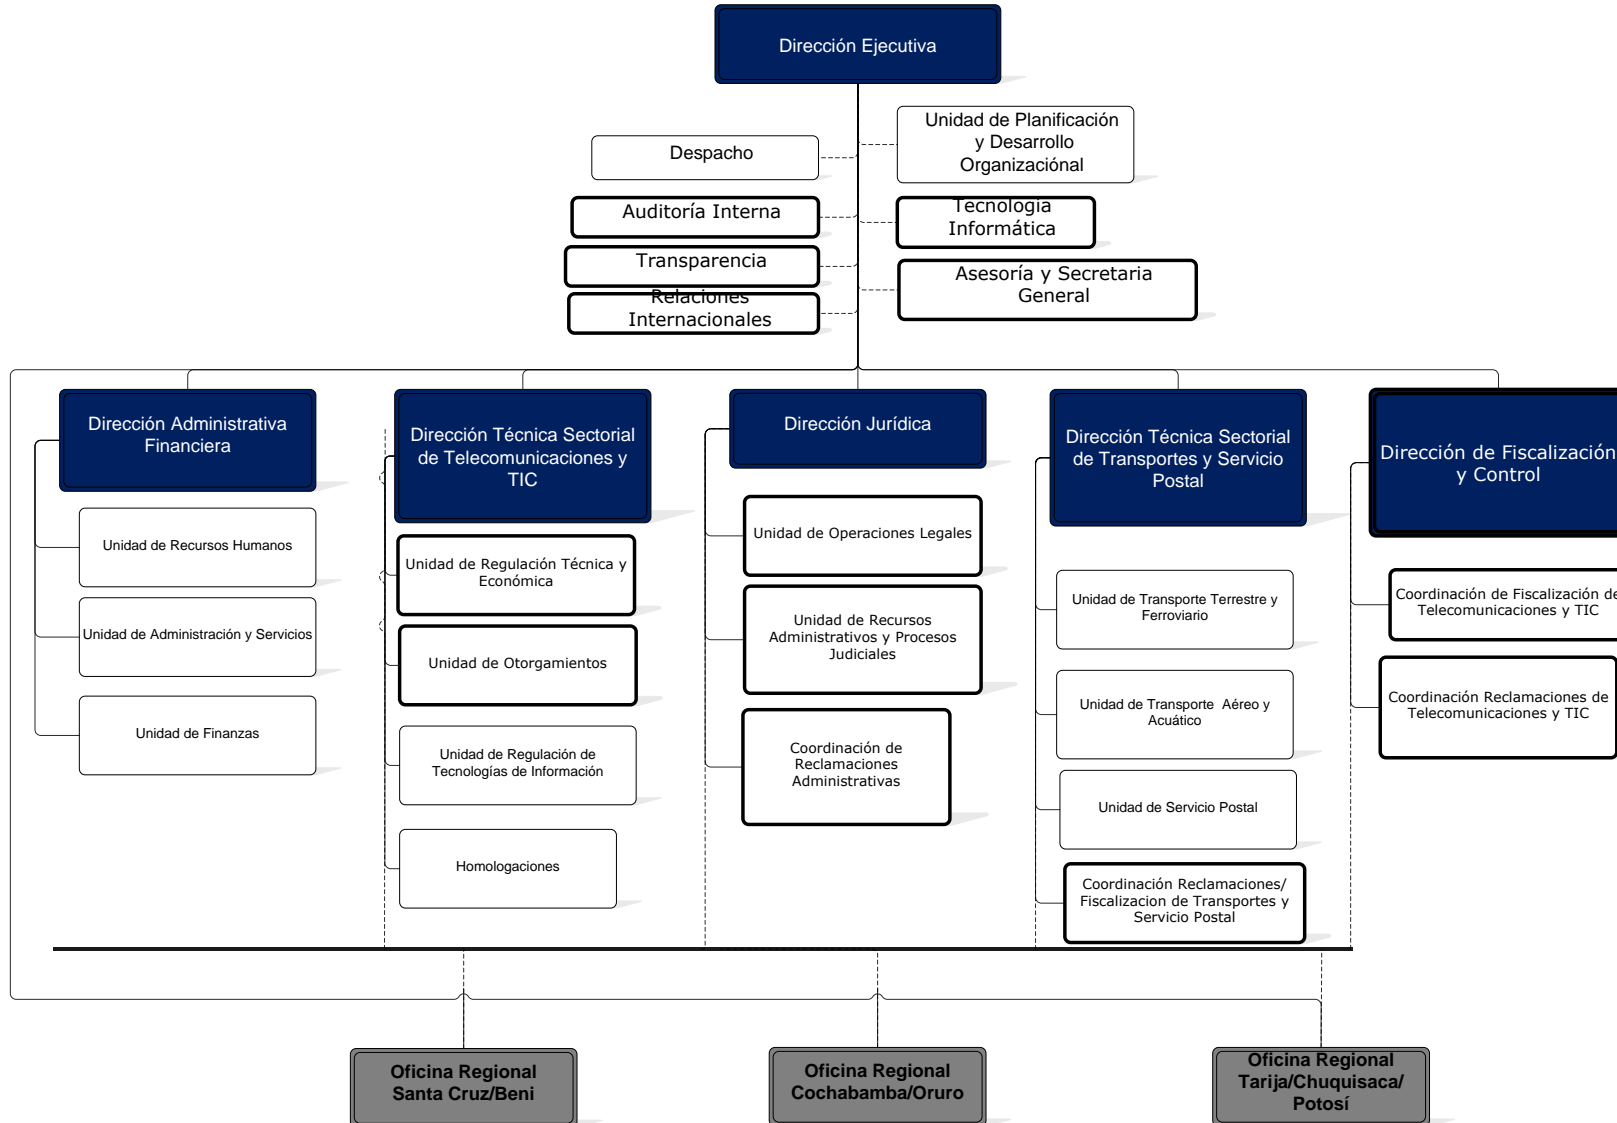 Dirección Ejecutiva
Unidad de Planificación
y Desarrollo
Organizaciónal
Despacho
Auditoría Interna
Tecnología
Informática
Transparencia
Asesoría y Secretaria
General
Relaciones
Internacionales
Dirección Administrativa
Financiera
Unidad de Recursos Humanos
Unidad de Administración y Servicios
Unidad de Finanzas
Dirección Técnica Sectorial
de Telecomunicaciones y
TIC
Unidad de Regulación Técnica y
Económica
Unidad de Otorgamientos
Unidad de Regulación de
Tecnologías de Información
Homologaciones
Dirección Jurídica
Unidad de Operaciones Legales
Unidad de Recursos
Administrativos y Procesos
Judiciales
Coordinación de
Reclamaciones
Administrativas
Dirección Técnica Sectorial
de Transportes y Servicio
Postal
Unidad de Transporte Terrestre y
Ferroviario
Unidad de Transporte Aéreo y
Acuático
Unidad de Servicio Postal
Coordinación Reclamaciones/
Fiscalizacion de Transportes y
Servicio Postal
Dirección de Fiscalización
y Control
Coordinación de Fiscalización de
Telecomunicaciones y TIC
Coordinación Reclamaciones de
Telecomunicaciones y TIC
Oficina Regional
Santa Cruz/Beni
Oficina Regional
Cochabamba/Oruro
Oficina Regional
Tarija/Chuquisaca/
Potosí